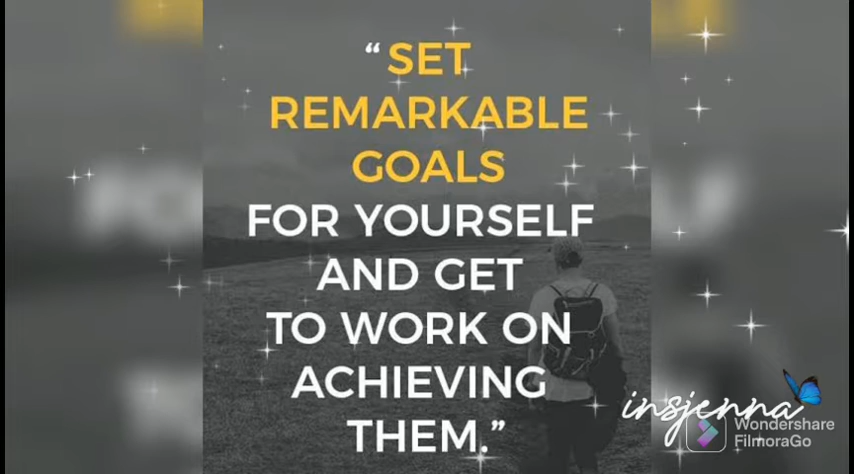 “SET
REMARKABLE
GOALS
FOR YOURSELF
AND GET
TO WORK ON
ACHIEVING
THEM.”
insjenna
Wondershare
FilmoraGo